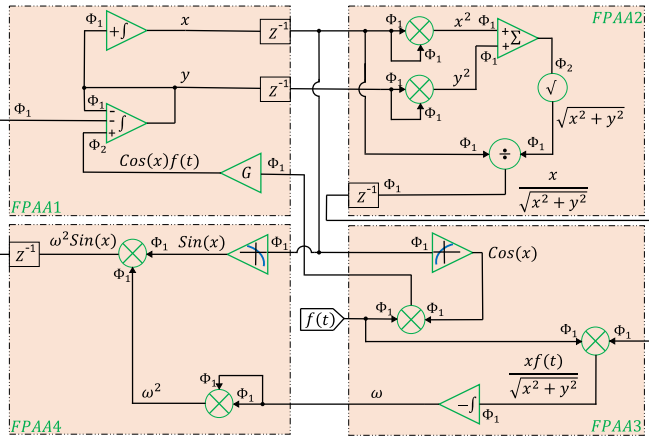 Φ₁
x
+∫
Z⁻¹
Φ₁
y
Z⁻¹
Φ₁
−
−
+
∫
Φ₂
Cos(x)f(t)
G
Φ₁
FPAA1
FPAA2
Φ₁
x²
Φ₁
+
+
Σ
Φ₁
Φ₁
y²
Φ₁
Φ₁
Φ₂
√
√x² + y²
Φ₁
÷
Φ₁
Z⁻¹
Φ₁
x
√x² + y²
ω²Sin(x)
Z⁻¹
Φ₁
Sin(x)
Φ₁
Φ₁
ω²
Φ₁
Φ₁
FPAA4
Φ₁
Cos(x)
f(t)
Φ₁
Φ₁
Φ₁
Φ₁
xf(t)
√x² + y²
ω
−∫
Φ₁
FPAA3